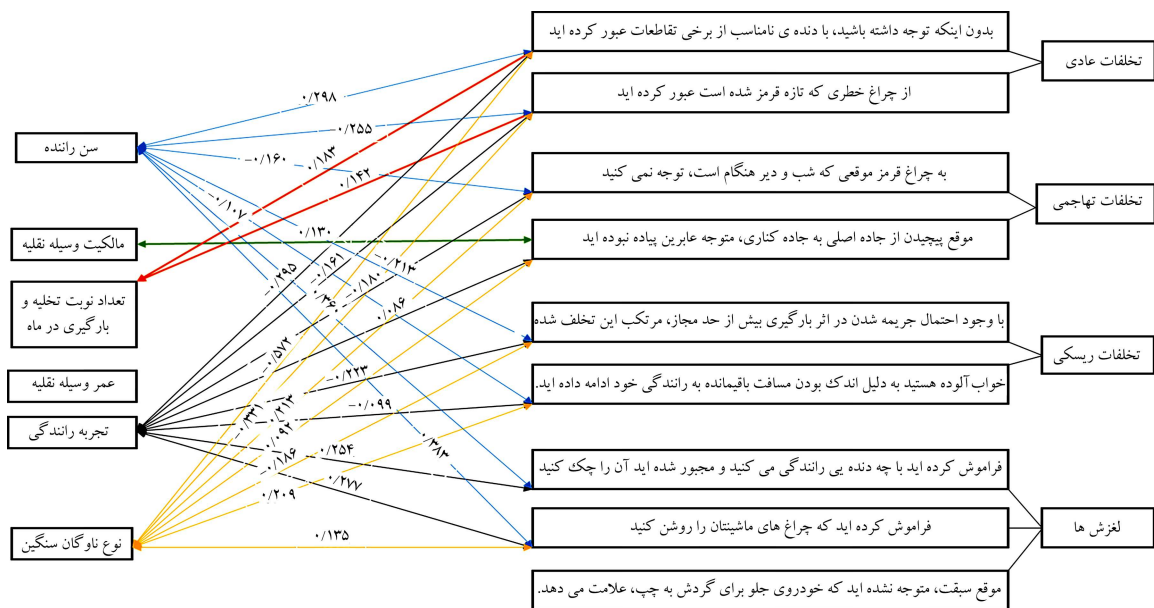 بدون اینکه توجه داشته باشید، با دنده ی نامناسب از برخی تقاطعات عبور کرده اید
تخلفات عادی
از چراغ خطری که تازه قرمز شده است عبور کرده اید
به چراغ قرمز موقعی که شب و دیر هنگام است، توجه نمی کنید
تخلفات تهاجمی
موقع پیچیدن از جاده اصلی به جاده کناری، متوجه عابرین پیاده نبوده اید
با وجود احتمال جریمه شدن در اثر بارگیری بیش از حد مجاز، مرتکب این تخلف شده
تخلفات ریسکی
خواب آلوده هستید به دلیل اندک بودن مسافت باقیمانده به رانندگی خود ادامه داده اید.
فراموش کرده اید با چه دنده یی رانندگی می کنید و مجبور شده اید آن را چک کنید
فراموش کرده اید که چراغ های ماشینتان را روشن کنید
لغزش ها
موقع سبقت، متوجه نشده اید که خودروی جلو برای گردش به چپ، علامت می دهد.
سن راننده
مالکیت وسیله نقلیه
تعداد نوبت تخلیه و
بارگیری در ماه
عمر وسیله نقلیه
تجربه رانندگی
نوع ناوگان سنگین
۰/۲۹۸
۰/۲۵۵
۰/۱۸۳
−۰/۱۶۰
۰/۱۴۲
−۰/۱۰۷
۰/۱۳۰
−۰/۲۱۳
−۰/۱۶۱
−۰/۲۹۵
−۰/۱۸۰
۰/۰۸۶
−۰/۵۷۲
−۰/۲۲۳
−۰/۰۹۹
۰/۰۹۲
۰/۲۵۴
۰/۱۸۶
۰/۳۸۳
۰/۲۷۷
۰/۲۰۹
۰/۱۳۵